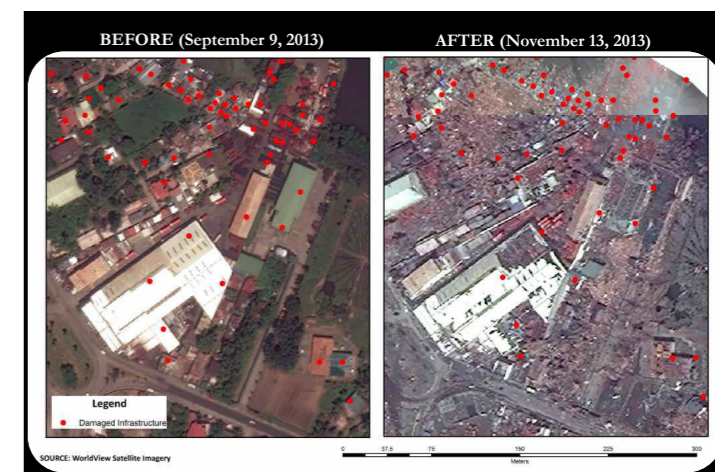 BEFORE (September 9, 2013)
AFTER (November 13, 2013)
Legend
Damaged Infrastructure
SOURCE: WorldView Satellite Imagery
0 37.5 75 150 225 300
Meters